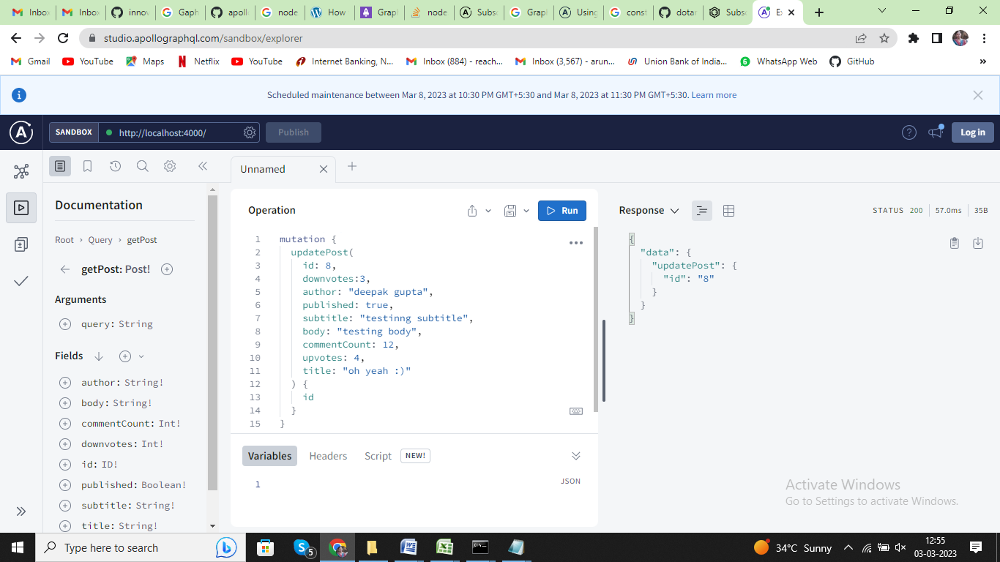 Inbox
Inbox
innov
Gaph
apoll
node
How
Grap
node
Subs
Grap
Using
const
dotan
Subs
Ex
studio.apollographql.com/sandbox/explorer
Gmail YouTube Maps Netflix YouTube Internet Banking, N... Inbox (884) - reach... Inbox (3,567) - arun... Union Bank of India... WhatsApp Web GitHub »
Scheduled maintenance between Mar 8, 2023 at 10:30 PM GMT+5:30 and Mar 8, 2023 at 11:30 PM GMT+5:30. Learn more
SANDBOX http://localhost:4000/ Publish Log in
Unnamed
Documentation
Root › Query › getPost
getPost: Post!
Arguments
query: String
Fields
author: String!
body: String!
commentCount: Int!
downvotes: Int!
id: ID!
published: Boolean!
subtitle: String!
title: String!
Operation
Run
1 mutation {
2 updatePost(
3 id: 8,
4 downvotes:3,
5 author: "deepak gupta",
6 published: true,
7 subtitle: "testinng subtitle",
8 body: "testing body",
9 commentCount: 12,
10 upvotes: 4,
11 title: "oh yeah :)"
12 ) {
13 id
14 }
15 }
Variables Headers Script NEW!
1
JSON
Response
STATUS 200 57.0ms 35B
{
"data": {
"updatePost": {
"id": "8"
}
}
}
Activate Windows
Go to Settings to activate Windows.
Type here to search
5
34°C Sunny
12:55
03-03-2023